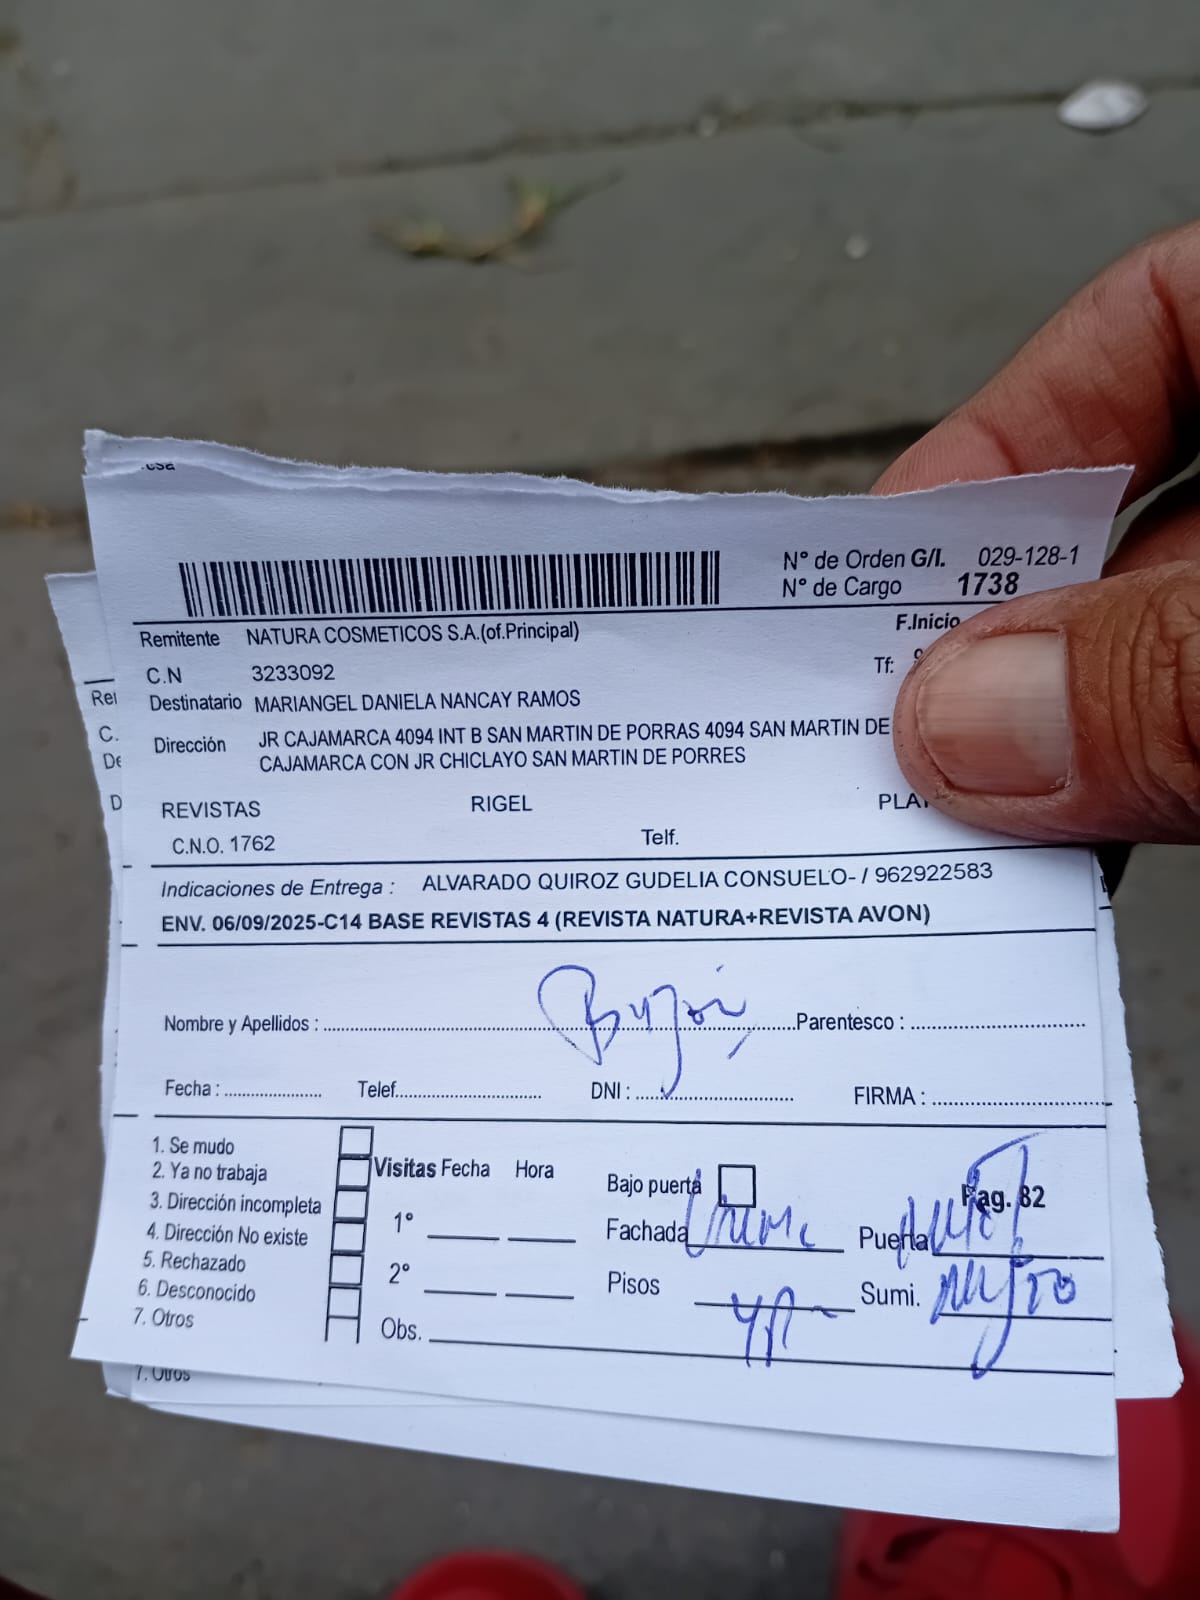 N° de Orden G/I. 029-128-1
N° de Cargo 1738
Remitente NATURA COSMETICOS S.A.(of.Principal)
F.Inicio
C.N 3233092
Tf:
Destinatario MARIANGEL DANIELA NANCAY RAMOS
Dirección JR CAJAMARCA 4094 INT B SAN MARTIN DE PORRAS 4094 SAN MARTIN DE
CAJAMARCA CON JR CHICLAYO SAN MARTIN DE PORRES
REVISTAS RIGEL
C.N.O. 1762 Telf.
Indicaciones de Entrega : ALVARADO QUIROZ GUDELIA CONSUELO- / 962922583
ENV. 06/09/2025-C14 BASE REVISTAS 4 (REVISTA NATURA+REVISTA AVON)
Nombre y Apellidos : Buzón Parentesco :
Fecha : Telef. DNI : FIRMA :
1. Se mudo
2. Ya no trabaja
3. Dirección incompleta
4. Dirección No existe
5. Rechazado
6. Desconocido
7. Otros
Visitas Fecha Hora
1°
2°
Obs.
Bajo puerta
Pag. 82
Fachada
Puerta
Pisos
Sumi.
7. Otros